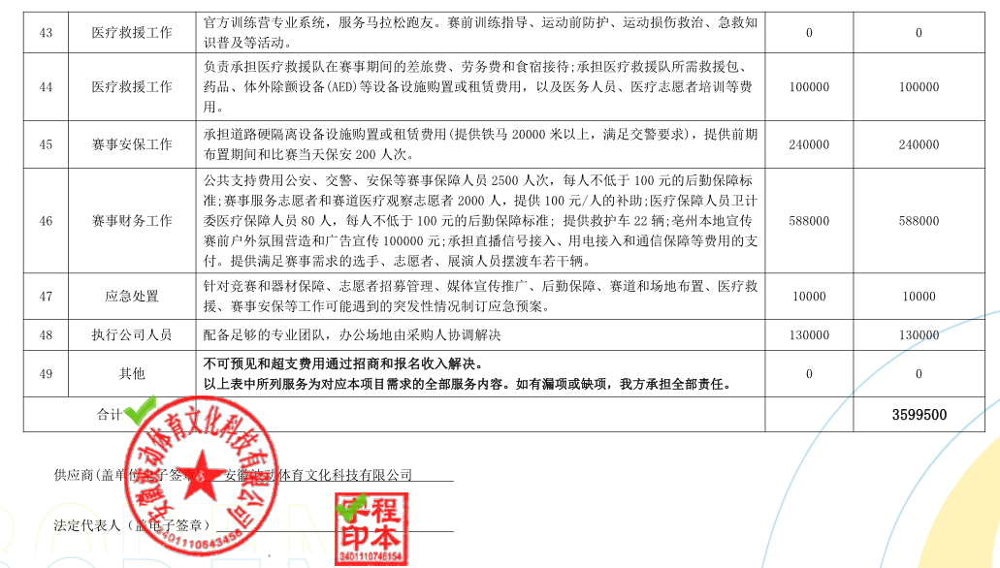 43 医疗救援工作 官方训练营专业系统，服务马拉松跑友。赛前训练指导、运动前防护、运动损伤救治、急救知 0 0
识普及等活动。
44 医疗救援工作 负责承担医疗救援队在赛事期间的差旅费、劳务费和食宿接待;承担医疗救援队所需救援包、 100000 100000
药品、体外除颤设备(AED)等设备设施购置或租赁费用，以及医务人员、医疗志愿者培训等费
用。
45 赛事安保工作 承担道路硬隔离设备设施购置或租赁费用(提供铁马 20000 米以上，满足交警要求)，提供前期 240000 240000
布置期间和比赛当天保安 200 人次。
46 赛事财务工作 公共支持费用公安、交警、安保等赛事保障人员 2500 人次，每人不低于 100 元的后勤保障标 588000 588000
准;赛事服务志愿者和赛道医疗观察志愿者 2000 人，提供 100 元/人的补助;医疗保障人员卫计
委医疗保障人员 80 人，每人不低于 100 元的后勤保障标准; 提供救护车 22 辆;亳州本地宣传
赛前户外氛围营造和广告宣传 100000 元;承担直播信号接入、用电接入和通信保障等费用的支
付。提供满足赛事需求的选手、志愿者、展演人员摆渡车若干辆。
47 应急处置 针对竞赛和器材保障、志愿者招募管理、媒体宣传推广、后勤保障、赛道和场地布置、医疗救 10000 10000
援、赛事安保等工作可能遇到的突发性情况制订应急预案。
48 执行公司人员 配备足够的专业团队，办公场地由采购人协调解决 130000 130000
49 其他 不可预见和超支费用通过招商和报名收入解决。 0 0
以上表中所列服务为对应本项目需求的全部服务内容。如有漏项或缺项，我方承担全部责任。
合计 3599500
安徽波动体育文化科技有限公司
3401110643458
供应商(盖单位电子签章) 安徽波动体育文化科技有限公司
法定代表人（盖电子签章）
字程
印本
3401110746154